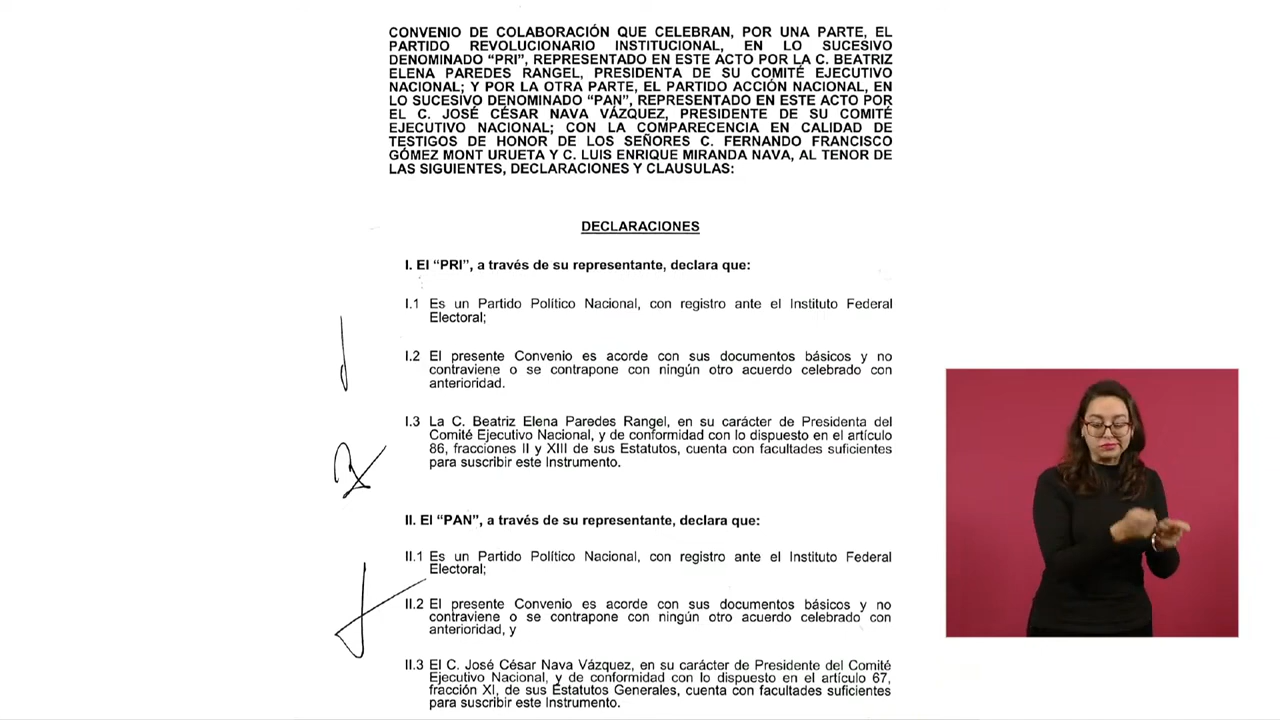 CONVENIO DE COLABORACIÓN QUE CELEBRAN, POR UNA PARTE, EL
PARTIDO REVOLUCIONARIO INSTITUCIONAL, EN LO SUCESIVO
DENOMINADO “PRI”, REPRESENTADO EN ESTE ACTO POR LA C. BEATRIZ
ELENA PAREDES RANGEL, PRESIDENTA DE SU COMITÉ EJECUTIVO
NACIONAL; Y POR LA OTRA PARTE, EL PARTIDO ACCIÓN NACIONAL, EN
LO SUCESIVO DENOMINADO “PAN”, REPRESENTADO EN ESTE ACTO POR
EL C. JOSÉ CÉSAR NAVA VÁZQUEZ, PRESIDENTE DE SU COMITÉ
EJECUTIVO NACIONAL; CON LA COMPARECENCIA EN CALIDAD DE
TESTIGOS DE HONOR DE LOS SEÑORES C. FERNANDO FRANCISCO
GÓMEZ MONT URUETA Y C. LUIS ENRIQUE MIRANDA NAVA, AL TENOR DE
LAS SIGUIENTES, DECLARACIONES Y CLAUSULAS:
DECLARACIONES
I. El “PRI”, a través de su representante, declara que:
I.1 Es un Partido Político Nacional, con registro ante el Instituto Federal
Electoral;
I.2 El presente Convenio es acorde con sus documentos básicos y no
contraviene o se contrapone con ningún otro acuerdo celebrado con
anterioridad.
I.3 La C. Beatriz Elena Paredes Rangel, en su carácter de Presidenta del
Comité Ejecutivo Nacional, y de conformidad con lo dispuesto en el artículo
86, fracciones II y XIII de sus Estatutos, cuenta con facultades suficientes
para suscribir este Instrumento.
II. El “PAN”, a través de su representante, declara que:
II.1 Es un Partido Político Nacional, con registro ante el Instituto Federal
Electoral;
II.2 El presente Convenio es acorde con sus documentos básicos y no
contraviene o se contrapone con ningún otro acuerdo celebrado con
anterioridad, y
II.3 El C. José César Nava Vázquez, en su carácter de Presidente del Comité
Ejecutivo Nacional, y de conformidad con lo dispuesto en el artículo 67,
fracción XI, de sus Estatutos Generales, cuenta con facultades suficientes
para suscribir este Instrumento.